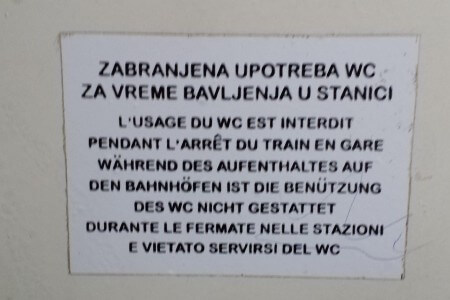 ZABRANJENA UPOTREBA WC
ZA VREME BAVLJENJA U STANICI
L'USAGE DU WC EST INTERDIT
PENDANT L'ARRÊT DU TRAIN EN GARE
WÄHREND DES AUFENTHALTES AUF
DEN BAHNHÖFEN IST DIE BENÜTZUNG
DES WC NICHT GESTATTET
DURANTE LE FERMATE NELLE STAZIONI
E VIETATO SERVIRSI DEL WC